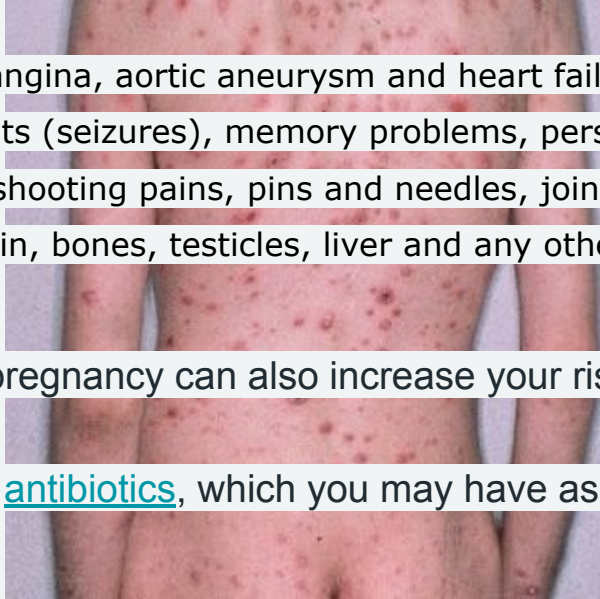 angina, aortic aneurysm and heart fail
ts (seizures), memory problems, pers
shooting pains, pins and needles, join
in, bones, testicles, liver and any othe
pregnancy can also increase your ris
antibiotics, which you may have as